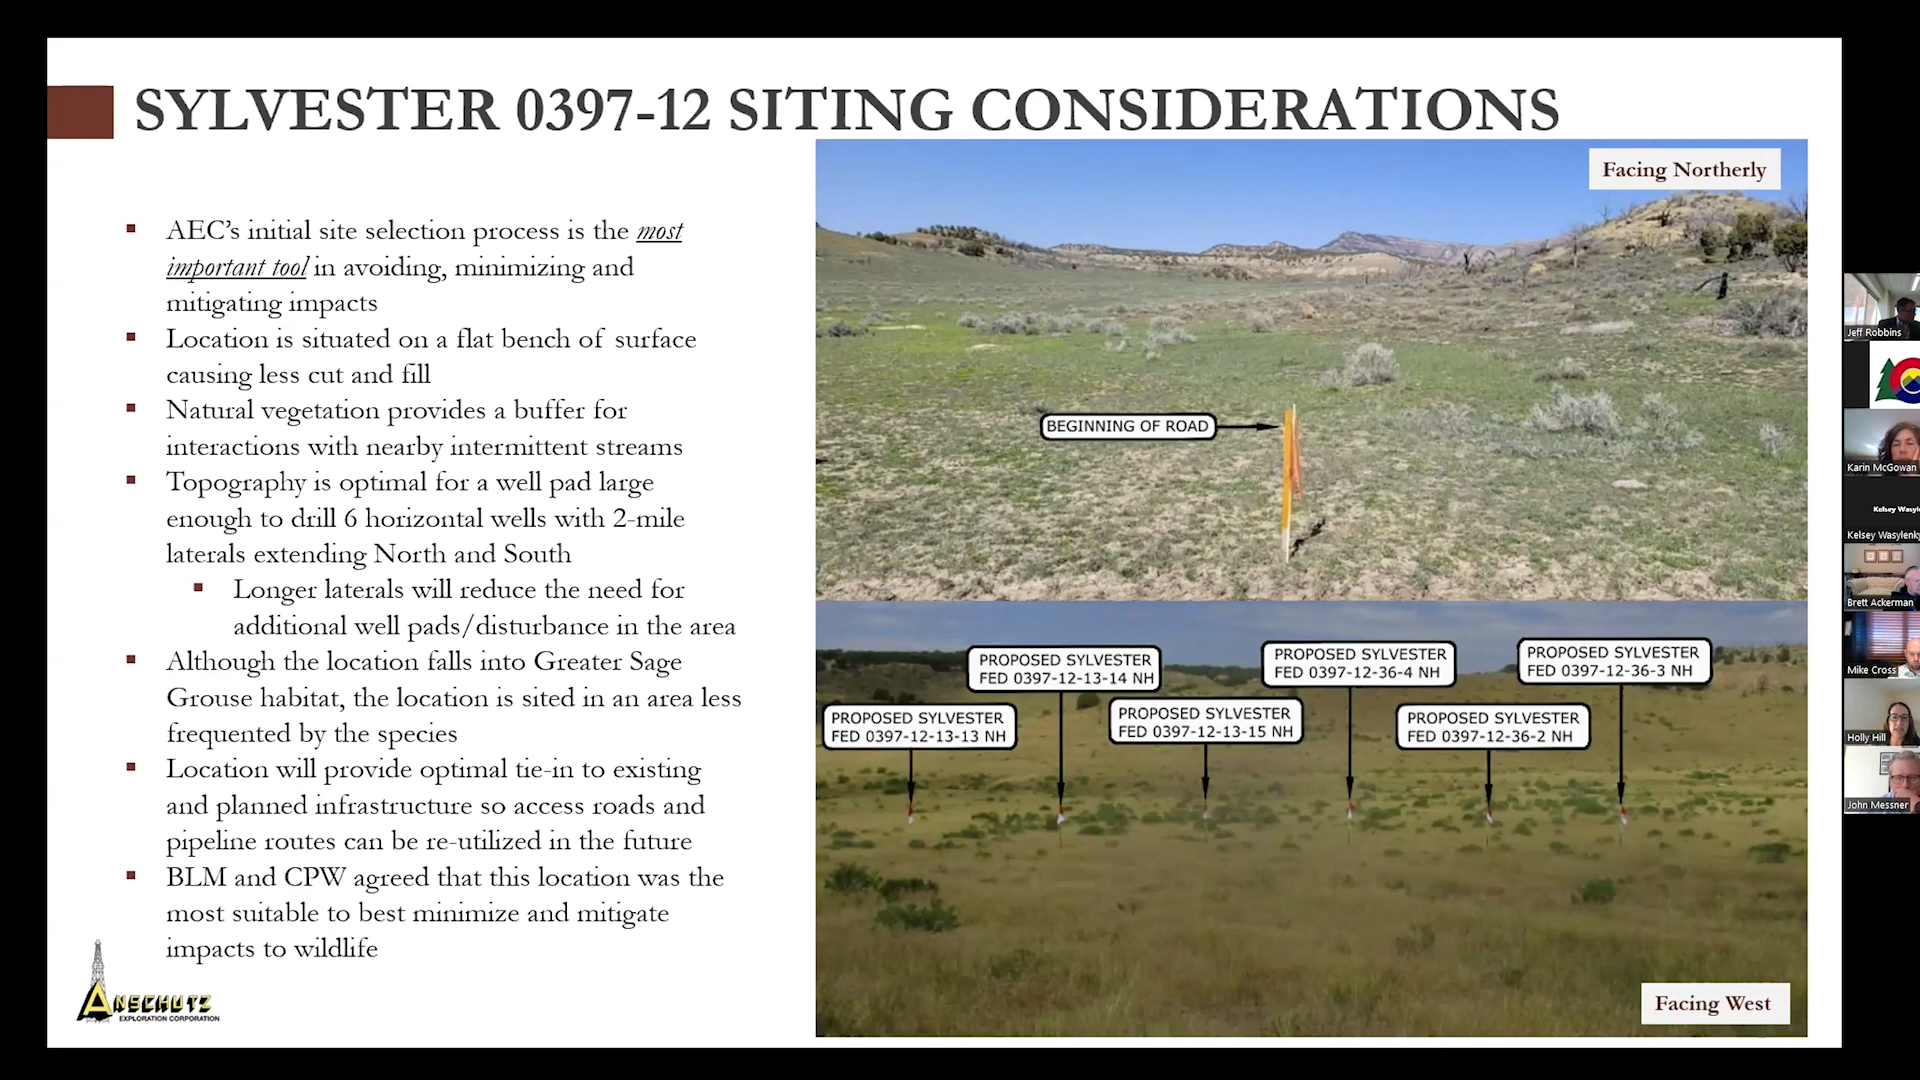 SYLVESTER 0397-12 SITING CONSIDERATIONS
▪ AEC’s initial site selection process is the most
important tool in avoiding, minimizing and
mitigating impacts
▪ Location is situated on a flat bench of surface
causing less cut and fill
▪ Natural vegetation provides a buffer for
interactions with nearby intermittent streams
▪ Topography is optimal for a well pad large
enough to drill 6 horizontal wells with 2-mile
laterals extending North and South
▪ Longer laterals will reduce the need for
additional well pads/disturbance in the area
▪ Although the location falls into Greater Sage
Grouse habitat, the location is sited in an area less
frequented by the species
▪ Location will provide optimal tie-in to existing
and planned infrastructure so access roads and
pipeline routes can be re-utilized in the future
▪ BLM and CPW agreed that this location was the
most suitable to best minimize and mitigate
impacts to wildlife
ANSCHUTZ
EXPLORATION CORPORATION
Facing Northerly
BEGINNING OF ROAD
PROPOSED SYLVESTER
FED 0397-12-13-13 NH
PROPOSED SYLVESTER
FED 0397-12-13-14 NH
PROPOSED SYLVESTER
FED 0397-12-13-15 NH
PROPOSED SYLVESTER
FED 0397-12-36-4 NH
PROPOSED SYLVESTER
FED 0397-12-36-2 NH
PROPOSED SYLVESTER
FED 0397-12-36-3 NH
Facing West
Jeff Robbins
Karin McGowan
Kelsey Wasyl
Kelsey Wasylenky
Brett Ackerman
Mike Cross
Holly Hill
John Messner